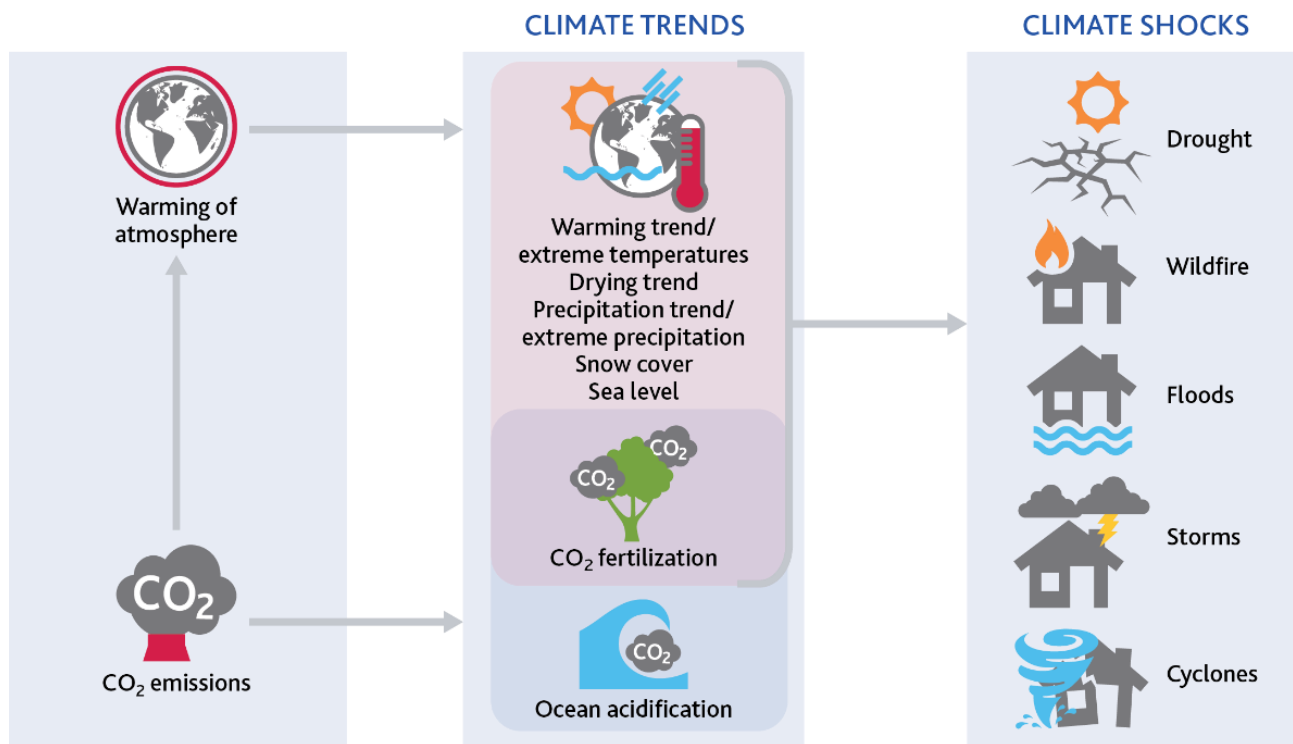 CLIMATE TRENDS
CLIMATE SHOCKS
Warming of
atmosphere
CO₂
CO₂ emissions
Warming trend/
extreme temperatures
Drying trend
Precipitation trend/
extreme precipitation
Snow cover
Sea level
CO₂
CO₂
CO₂ fertilization
CO₂
Ocean acidification
Drought
Wildfire
Floods
Storms
Cyclones